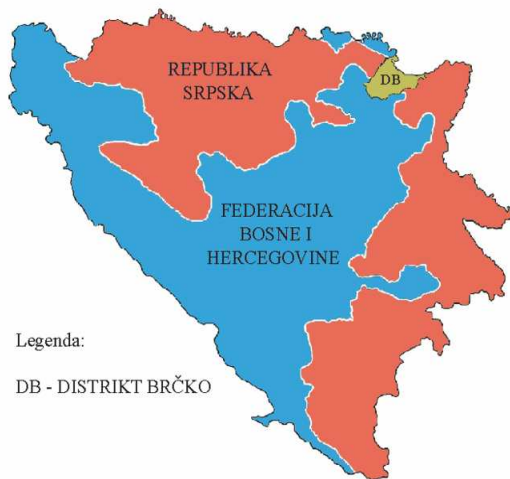 REPUBLIKA
SRPSKA
DB
FEDERACIJA
BOSNE I
HERCEGOVINE
Legenda:
DB - DISTRIKT BRČKO